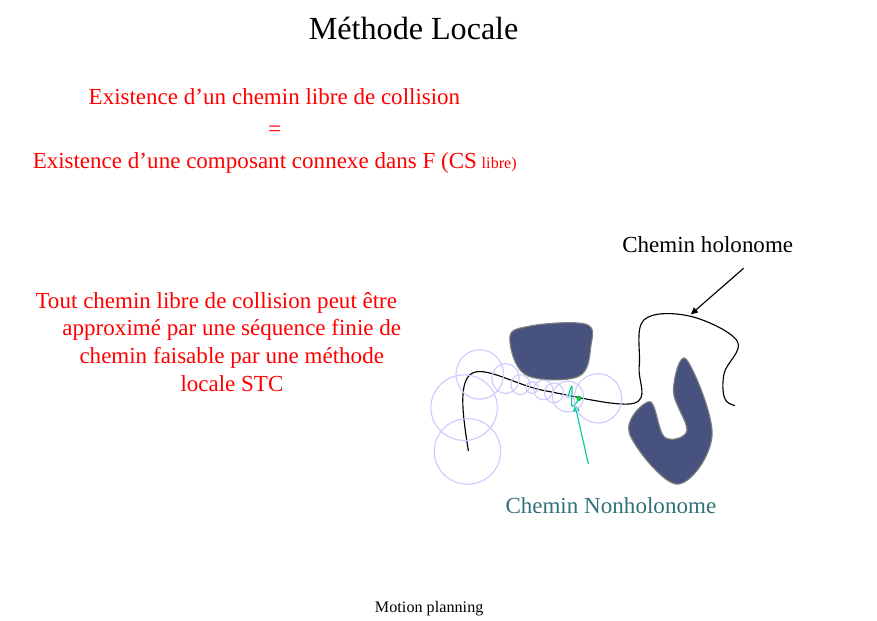 Méthode Locale
Existence d’un chemin libre de collision
=
Existence d’une composant connexe dans F (CS libre)
Chemin holonome
Tout chemin libre de collision peut être
approximé par une séquence finie de
chemin faisable par une méthode
locale STC
Chemin Nonholonome
Motion planning